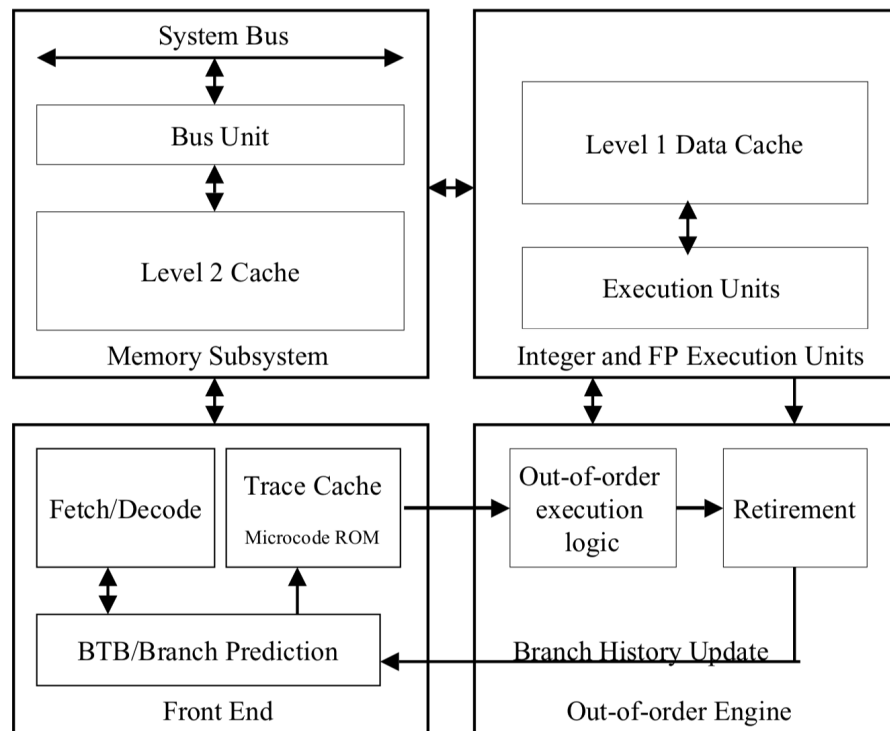 System Bus
Bus Unit
Level 2 Cache
Memory Subsystem
Level 1 Data Cache
Execution Units
Integer and FP Execution Units
Fetch/Decode
Trace Cache
Microcode ROM
BTB/Branch Prediction
Front End
Out-of-order
execution
logic
Retirement
Branch History Update
Out-of-order Engine